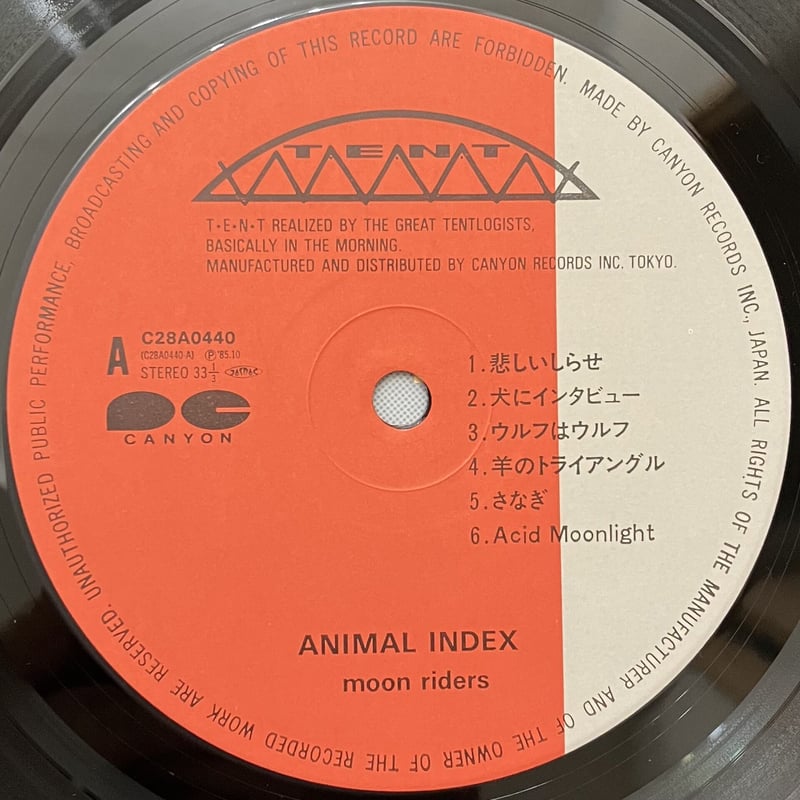 UNAUTHORIZED PUBLIC PERFORMANCE, BROADCASTING AND COPYING OF THIS RECORD ARE FORBIDDEN. MADE BY CANYON RECORDS INC., JAPAN. ALL RIGHTS OF THE MANUFACTURER AND OF THE OWNER OF THE RECORDED WORK ARE RESERVED.
TENT
T•E•N•T REALIZED BY THE GREAT TENTLOGISTS,
BASICALLY IN THE MORNING.
MANUFACTURED AND DISTRIBUTED BY CANYON RECORDS INC. TOKYO.
A C28A0440
(C28A0440-A) Ⓟ'85.10
STEREO 33 1/3 JASRAC
CANYON
1.悲しいしらせ
2.犬にインタビュー
3.ウルフはウルフ
4.羊のトライアングル
5.さなぎ
6.Acid Moonlight
ANIMAL INDEX
moon riders